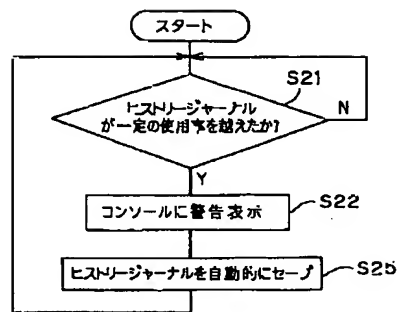 スタート
S21
ヒストリージャーナル
が一定の使用率を越えたか?
N
Y
コンソールに警告表示
S22
ヒストリージャーナルを自動的にセーブ
S25